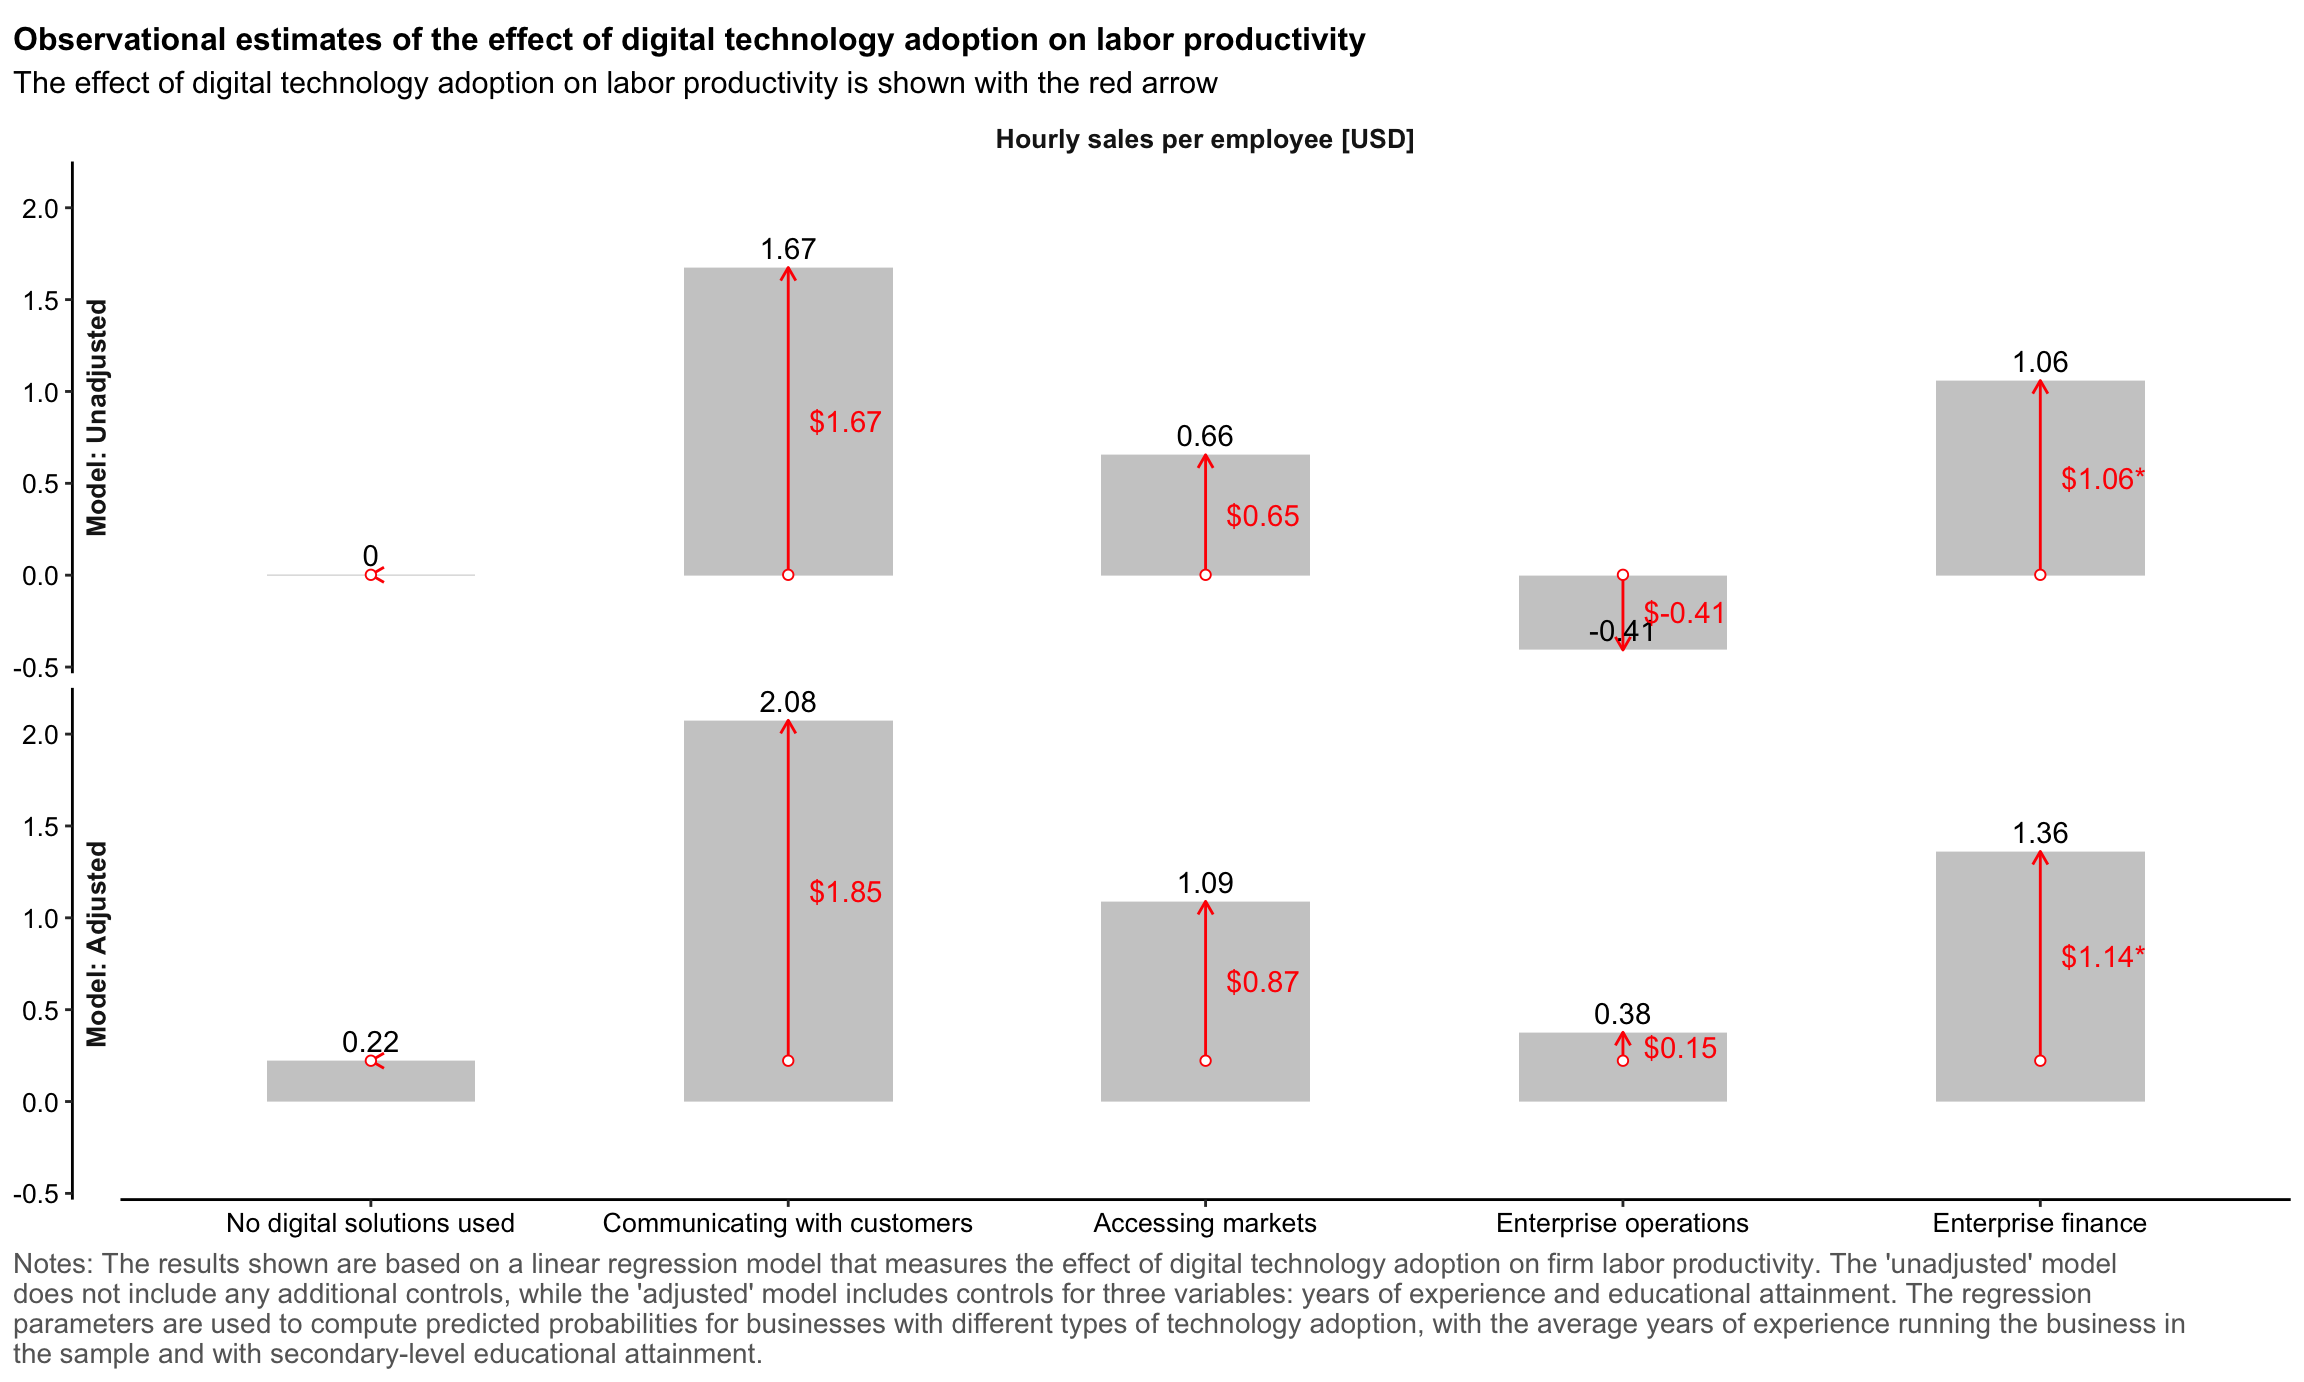 Observational estimates of the effect of digital technology adoption on labor productivity
The effect of digital technology adoption on labor productivity is shown with the red arrow
Hourly sales per employee [USD]
Model: Unadjusted
2.0
1.5
1.0
0.5
0.0
-0.5
0
1.67
$1.67
0.66
$0.65
-0.41
$-0.41
1.06
$1.06*
Model: Adjusted
2.0
1.5
1.0
0.5
0.0
-0.5
0.22
2.08
$1.85
1.09
$0.87
0.38
$0.15
1.36
$1.14*
No digital solutions used
Communicating with customers
Accessing markets
Enterprise operations
Enterprise finance
Notes: The results shown are based on a linear regression model that measures the effect of digital technology adoption on firm labor productivity. The 'unadjusted' model
does not include any additional controls, while the 'adjusted' model includes controls for three variables: years of experience and educational attainment. The regression
parameters are used to compute predicted probabilities for businesses with different types of technology adoption, with the average years of experience running the business in
the sample and with secondary-level educational attainment.